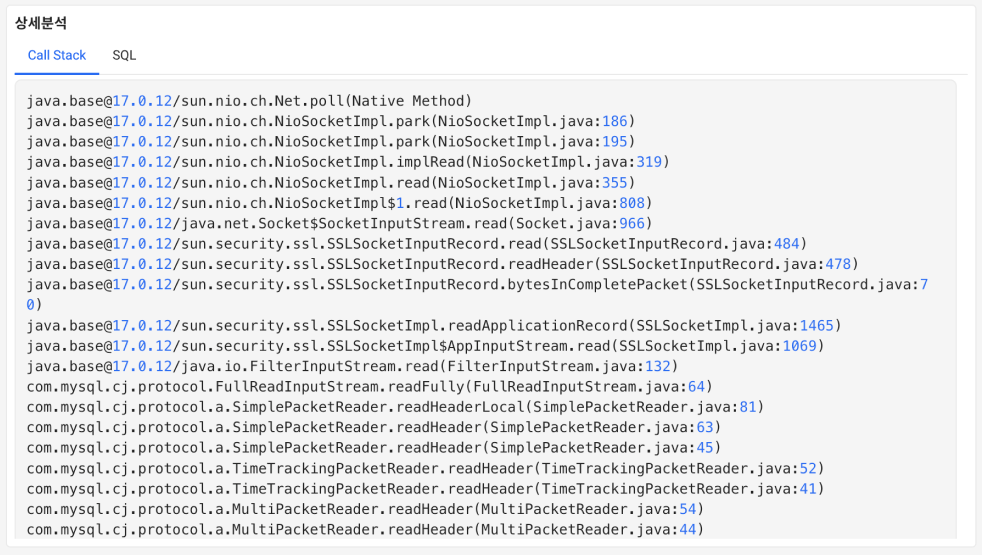 상세분석
Call Stack SQL
java.base@17.0.12/sun.nio.ch.Net.poll(Native Method)
java.base@17.0.12/sun.nio.ch.NioSocketImpl.park(NioSocketImpl.java:186)
java.base@17.0.12/sun.nio.ch.NioSocketImpl.park(NioSocketImpl.java:195)
java.base@17.0.12/sun.nio.ch.NioSocketImpl.implRead(NioSocketImpl.java:319)
java.base@17.0.12/sun.nio.ch.NioSocketImpl.read(NioSocketImpl.java:355)
java.base@17.0.12/sun.nio.ch.NioSocketImpl$1.read(NioSocketImpl.java:808)
java.base@17.0.12/java.net.Socket$SocketInputStream.read(Socket.java:966)
java.base@17.0.12/sun.security.ssl.SSLSocketInputRecord.read(SSLSocketInputRecord.java:484)
java.base@17.0.12/sun.security.ssl.SSLSocketInputRecord.readHeader(SSLSocketInputRecord.java:478)
java.base@17.0.12/sun.security.ssl.SSLSocketInputRecord.bytesInCompletePacket(SSLSocketInputRecord.java:7
0)
java.base@17.0.12/sun.security.ssl.SSLSocketImpl.readApplicationRecord(SSLSocketImpl.java:1465)
java.base@17.0.12/sun.security.ssl.SSLSocketImpl$AppInputStream.read(SSLSocketImpl.java:1069)
java.base@17.0.12/java.io.FilterInputStream.read(FilterInputStream.java:132)
com.mysql.cj.protocol.FullReadInputStream.readFully(FullReadInputStream.java:64)
com.mysql.cj.protocol.a.SimplePacketReader.readHeaderLocal(SimplePacketReader.java:81)
com.mysql.cj.protocol.a.SimplePacketReader.readHeader(SimplePacketReader.java:63)
com.mysql.cj.protocol.a.SimplePacketReader.readHeader(SimplePacketReader.java:45)
com.mysql.cj.protocol.a.TimeTrackingPacketReader.readHeader(TimeTrackingPacketReader.java:52)
com.mysql.cj.protocol.a.TimeTrackingPacketReader.readHeader(TimeTrackingPacketReader.java:41)
com.mysql.cj.protocol.a.MultiPacketReader.readHeader(MultiPacketReader.java:54)
com.mysql.cj.protocol.a.MultiPacketReader.readHeader(MultiPacketReader.java:44)